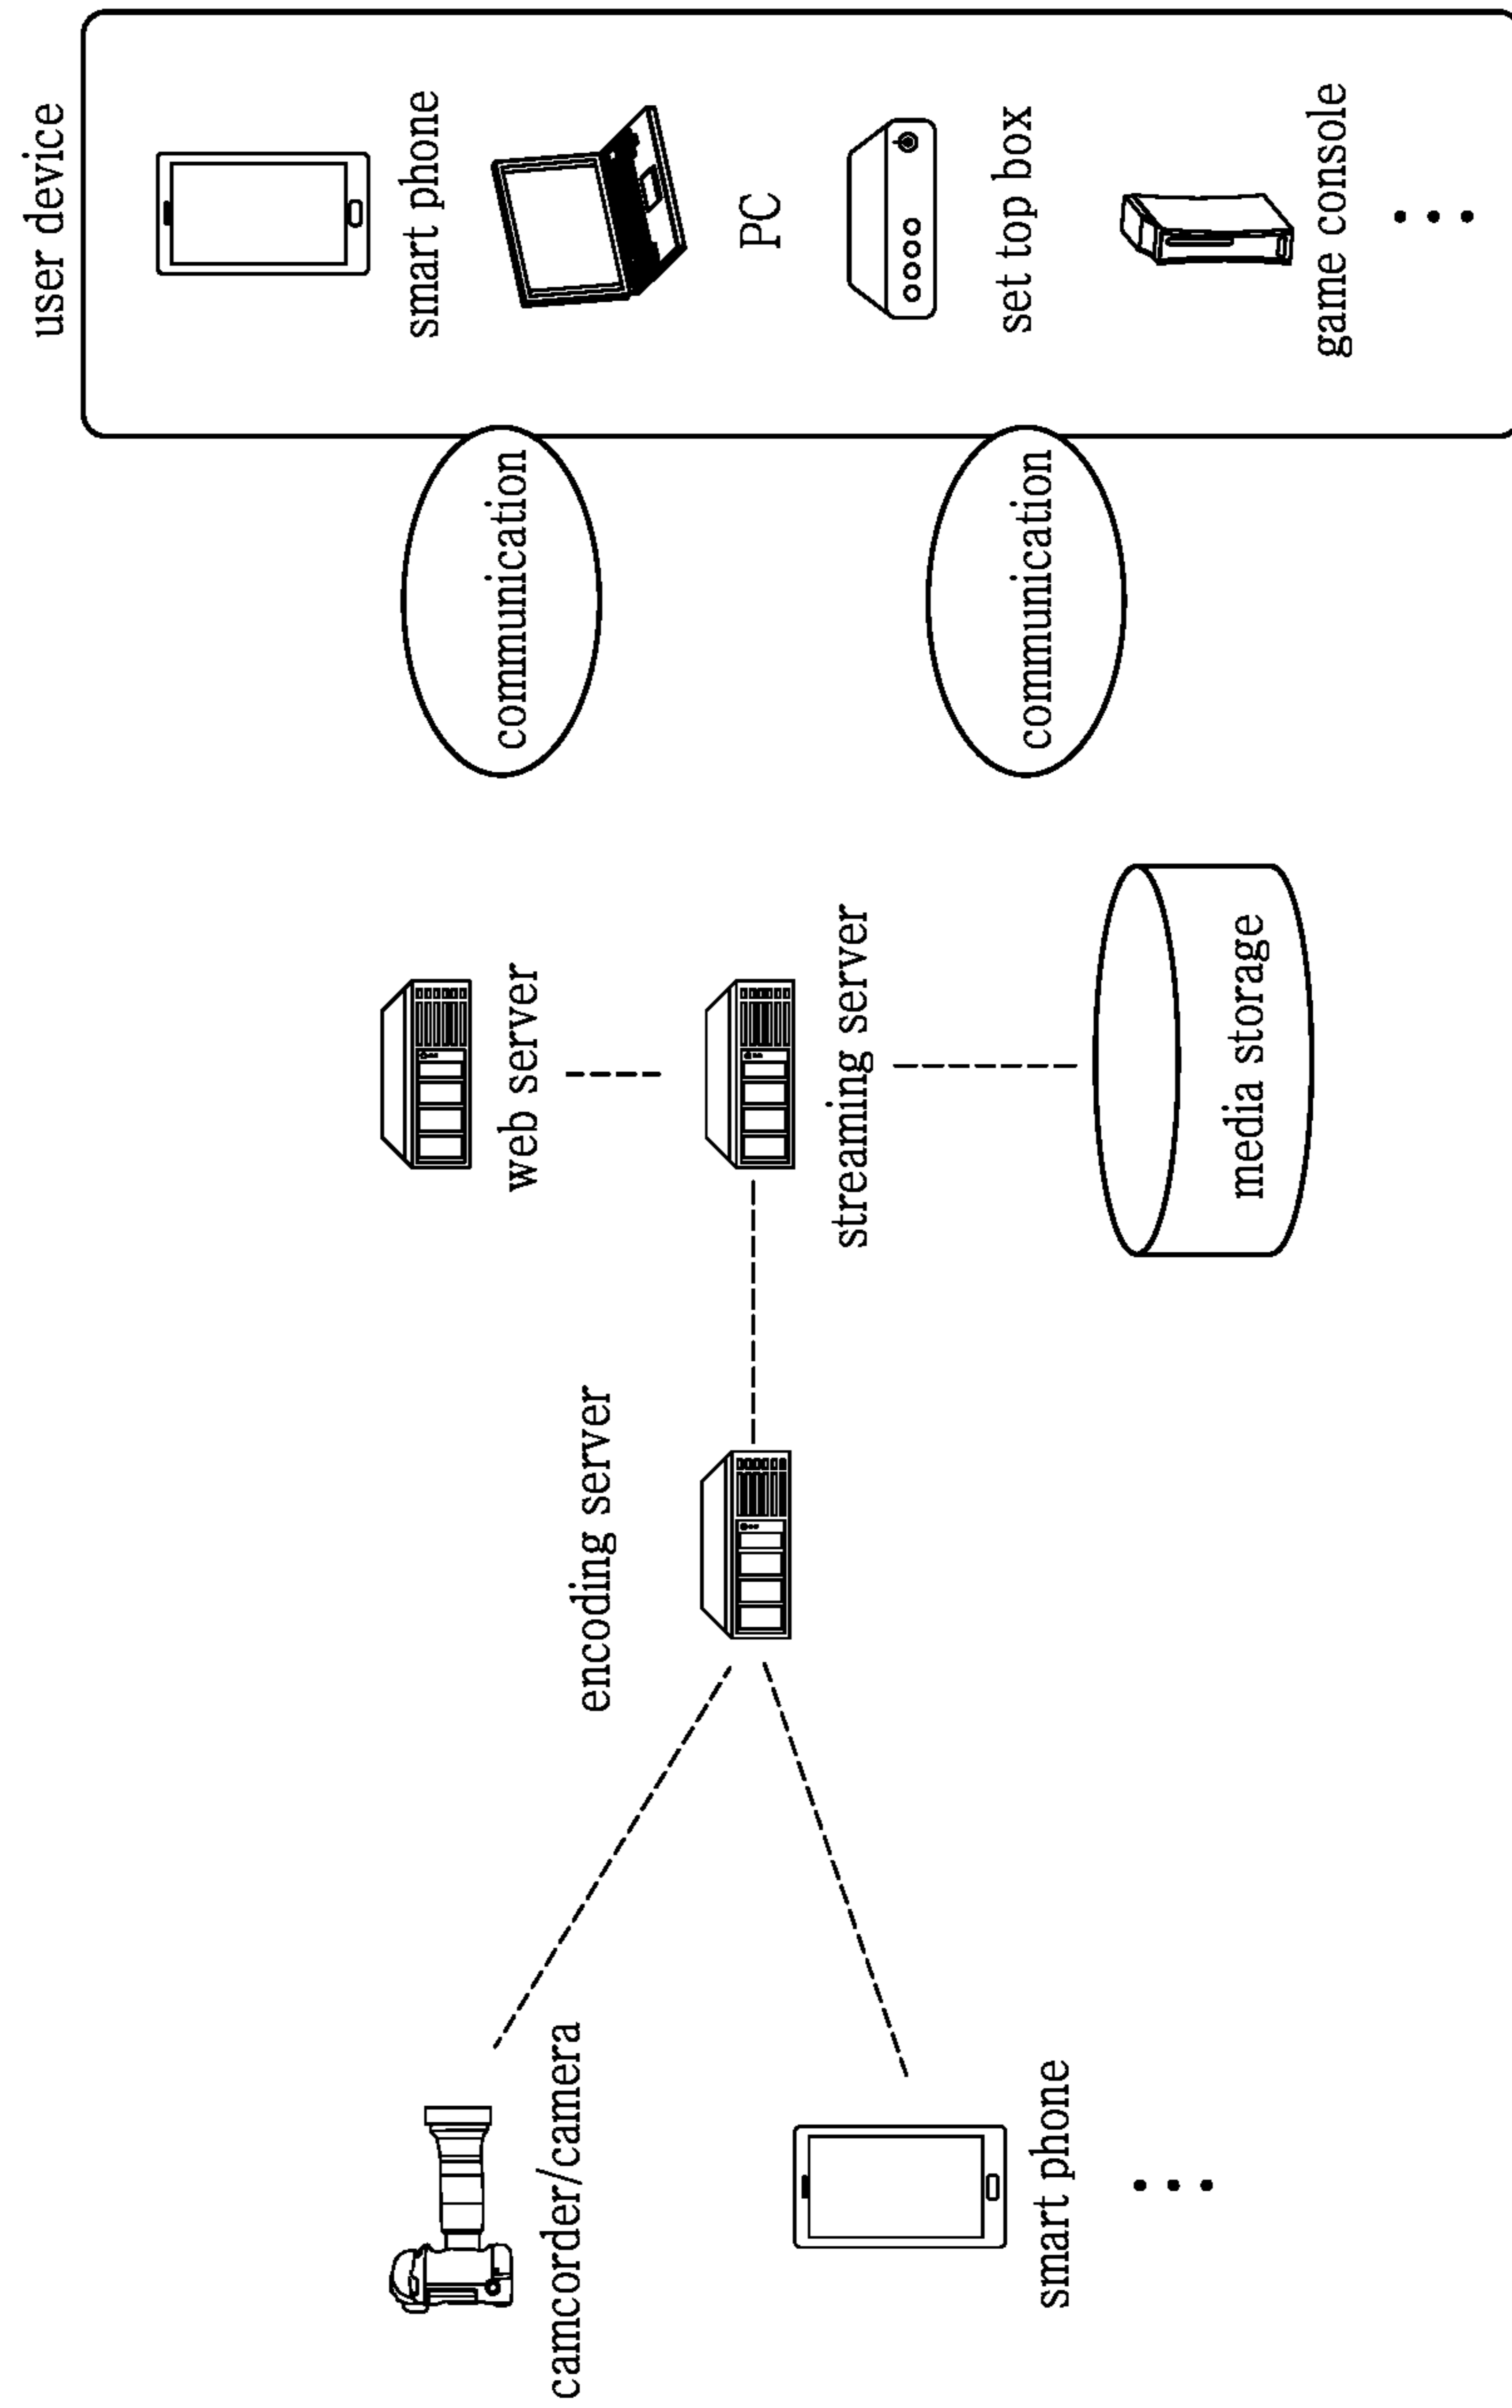 user device
smart phone
PC
set top box
game console
communication
communication
web server
streaming server
media storage
encoding server
camcorder/camera
smart phone